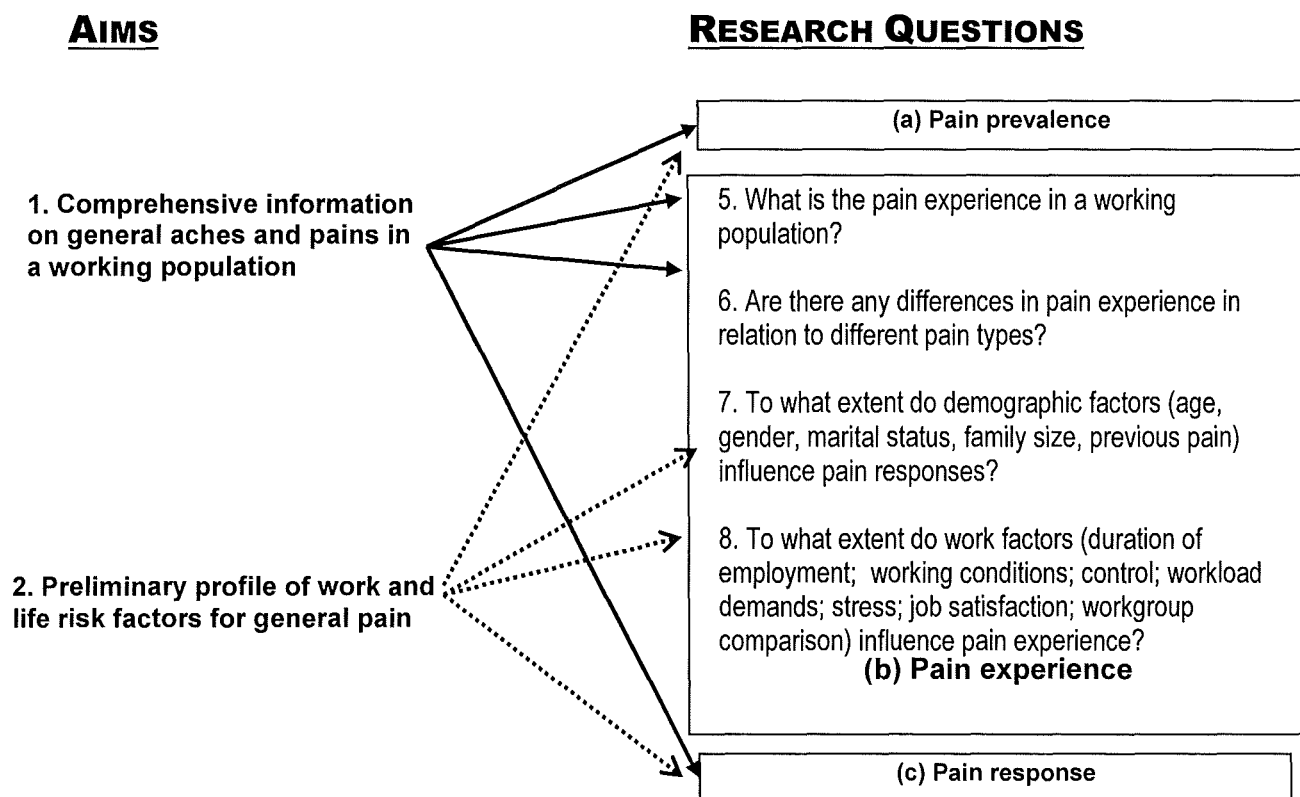 AIMS
RESEARCH QUESTIONS
(a) Pain prevalence
1. Comprehensive information
on general aches and pains in
a working population
5. What is the pain experience in a working
population?
6. Are there any differences in pain experience in
relation to different pain types?
7. To what extent do demographic factors (age,
gender, marital status, family size, previous pain)
influence pain responses?
2. Preliminary profile of work and
life risk factors for general pain
8. To what extent do work factors (duration of
employment; working conditions; control; workload
demands; stress; job satisfaction; workgroup
comparison) influence pain experience?
(b) Pain experience
(c) Pain response